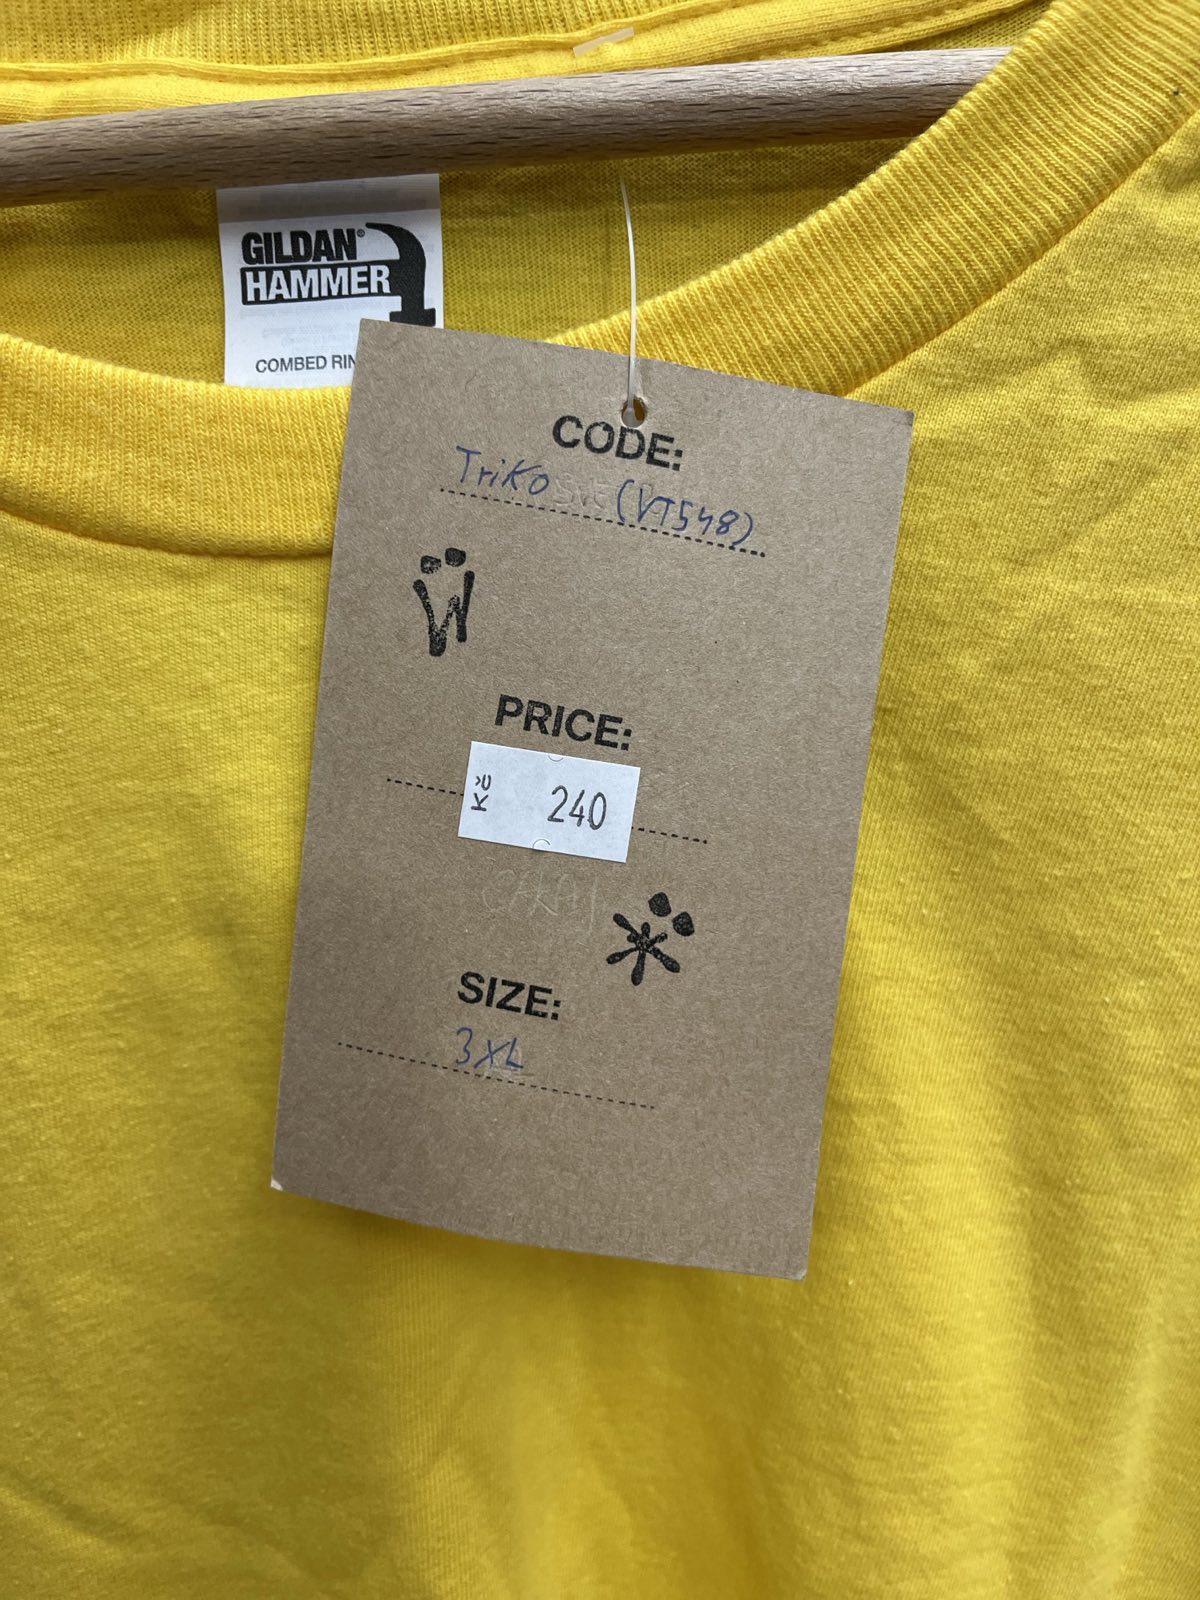 GILDAN®
HAMMER
COMBED RIN
CODE:
Triko (VT548)
PRICE:
Kč 240
SIZE:
3XL